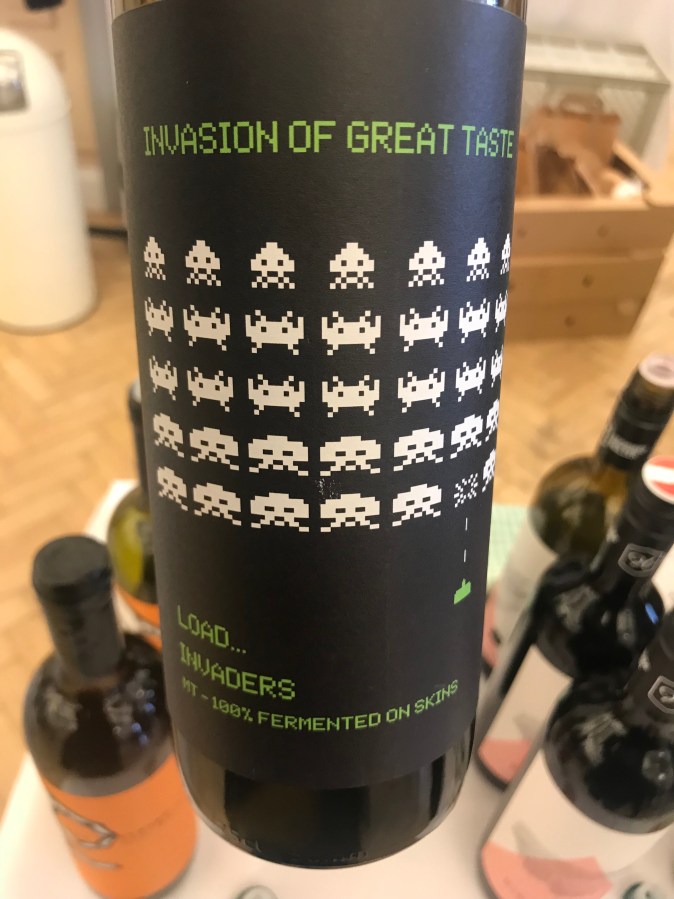 INVASION OF GREAT TASTE
LOAD...
INVADERS
MT - 100% FERMENTED ON SKINS